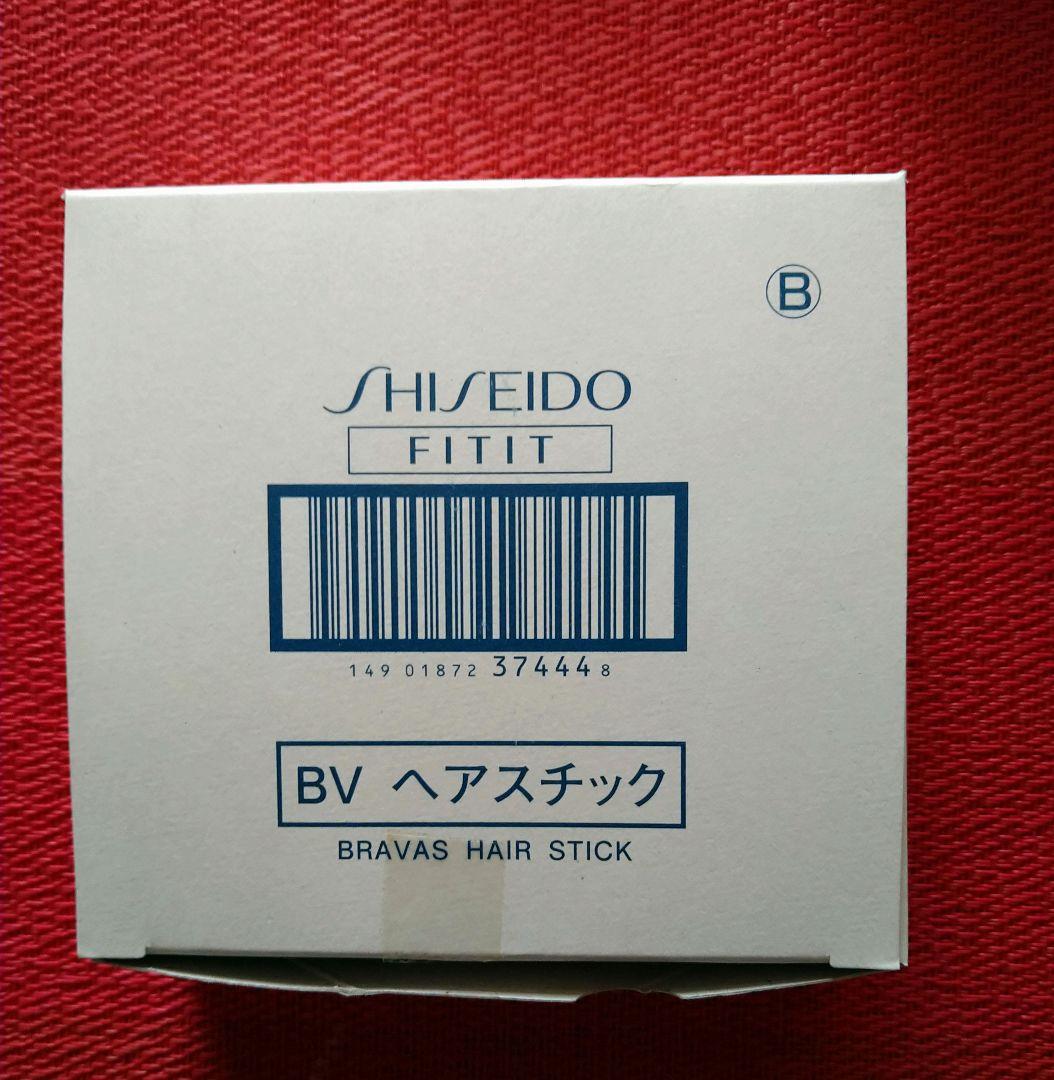 B
SHISEIDO
FITIT
149 01872 37444 8
BV ヘアスチック
BRAVAS HAIR STICK